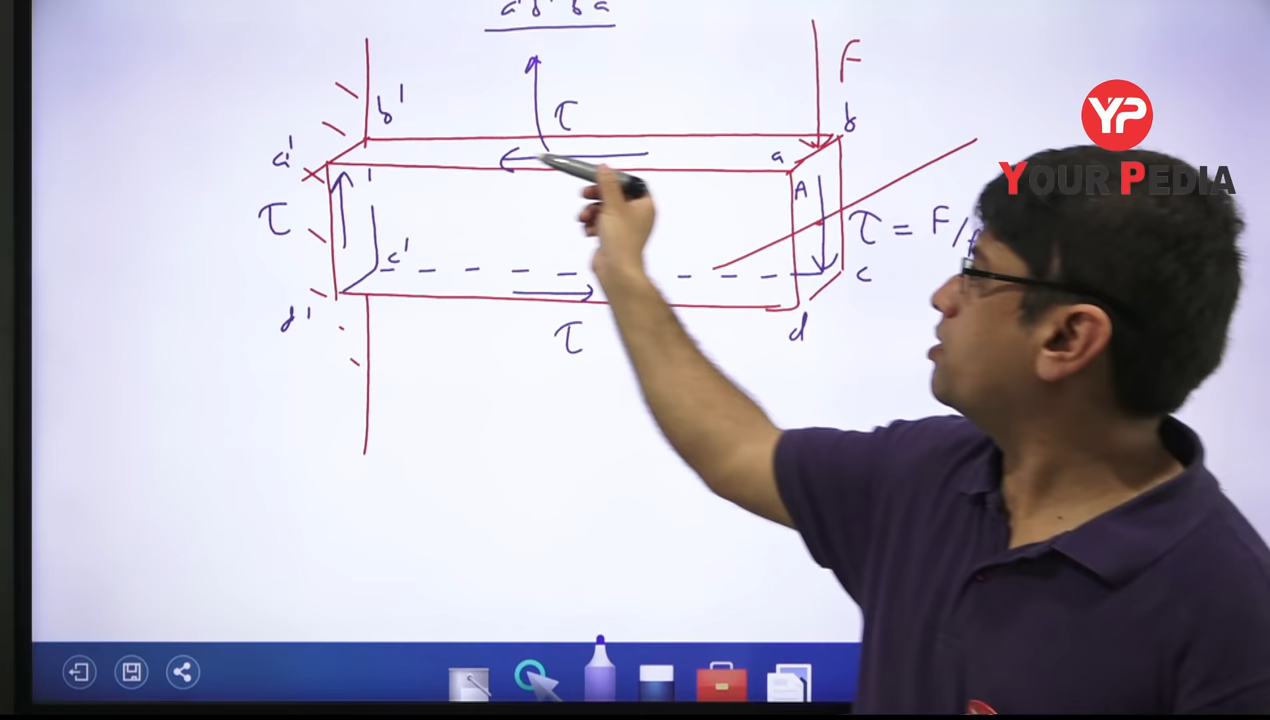 a' b' b a
F
b'
τ
b
a'
a
A
τ
τ = F/
c'
c
d'
τ
d
YP
YOUR PEDIA